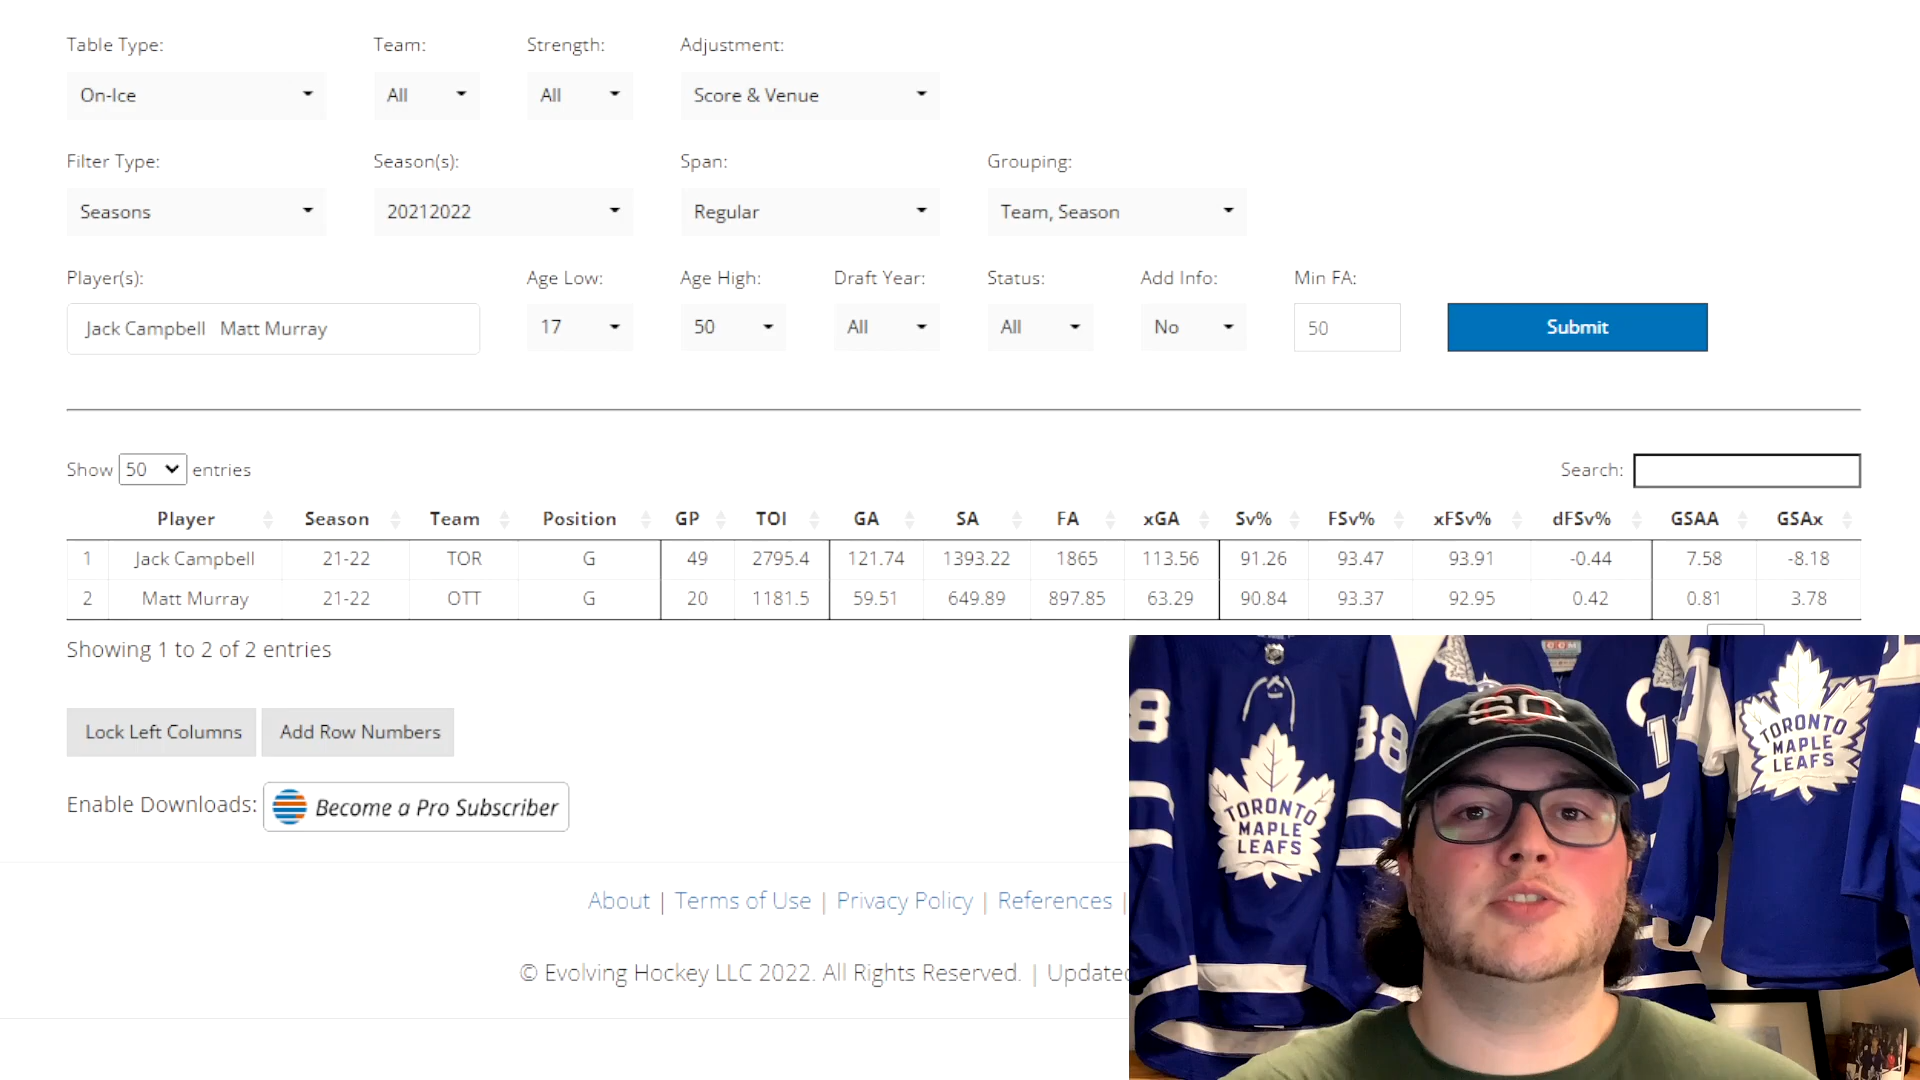 Table Type: Team: Strength: Adjustment:
On-Ice All All Score & Venue
Filter Type: Season(s): Span: Grouping:
Seasons 20212022 Regular Team, Season
Player(s): Age Low: Age High: Draft Year: Status: Add Info: Min FA:
Jack Campbell Matt Murray 17 50 All All No 50 Submit
Show 50 entries Search:
Player Season Team Position GP TOI GA SA FA xGA Sv% FSv% xFSv% dFSv% GSAA GSAx
1 Jack Campbell 21-22 TOR G 49 2795.4 121.74 1393.22 1865 113.56 91.26 93.47 93.91 -0.44 7.58 -8.18
2 Matt Murray 21-22 OTT G 20 1181.5 59.51 649.89 897.85 63.29 90.84 93.37 92.95 0.42 0.81 3.78
Showing 1 to 2 of 2 entries
Lock Left Columns Add Row Numbers
Enable Downloads: Become a Pro Subscriber
About | Terms of Use | Privacy Policy | References |
© Evolving Hockey LLC 2022. All Rights Reserved. | Updated
CCM
8
88
SC
1
4
TORONTO
MAPLE
LEAFS
TORONTO
MAPLE
LEAFS